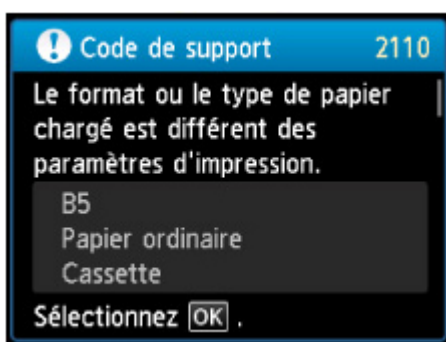 Code de support 2110
Le format ou le type de papier
chargé est différent des
paramètres d'impression.
B5
Papier ordinaire
Cassette
Sélectionnez OK .